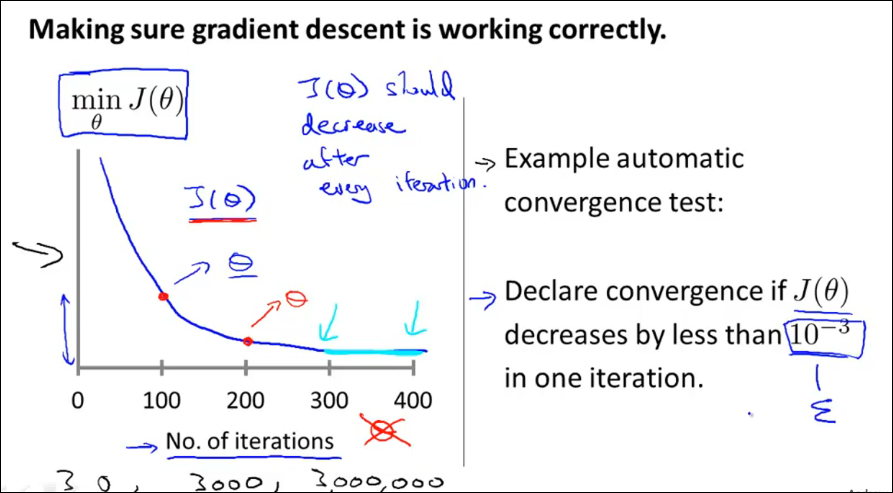 Making sure gradient descent is working correctly.
min J(θ)
θ
J(θ) should
decrease
after
every iteration.
J(θ)
θ
θ
0 100 200 300 400
No. of iterations
30, 3000, 3,000,000
Example automatic
convergence test:
Declare convergence if J(θ)
decreases by less than 10⁻³
in one iteration.
ε